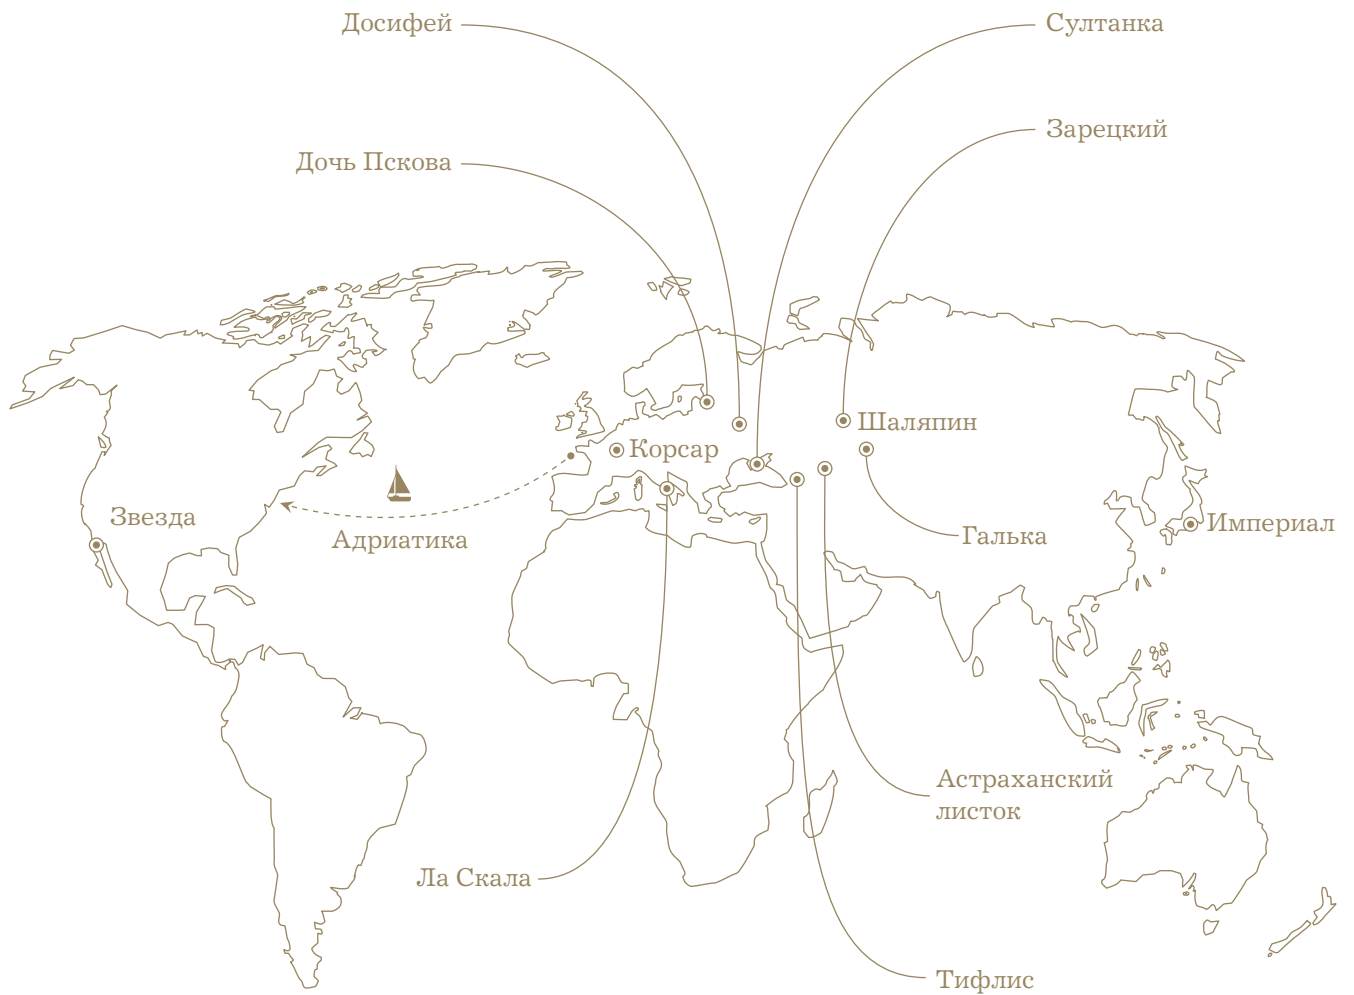 Досифей
Султанка
Зарецкий
Дочь Пскова
Шаляпин
Корсар
Звезда
Империал
Адриатика
Галька
Астраханский
листок
Ла Скала
Тифлис